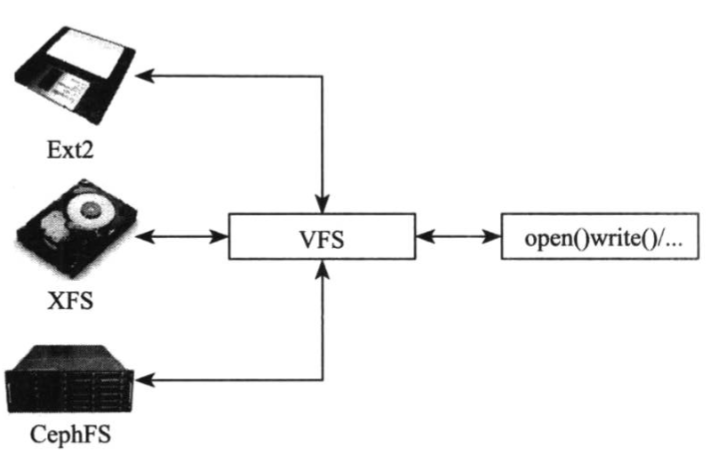 Ext2
XFS
VFS
open()write()/...
CephFS